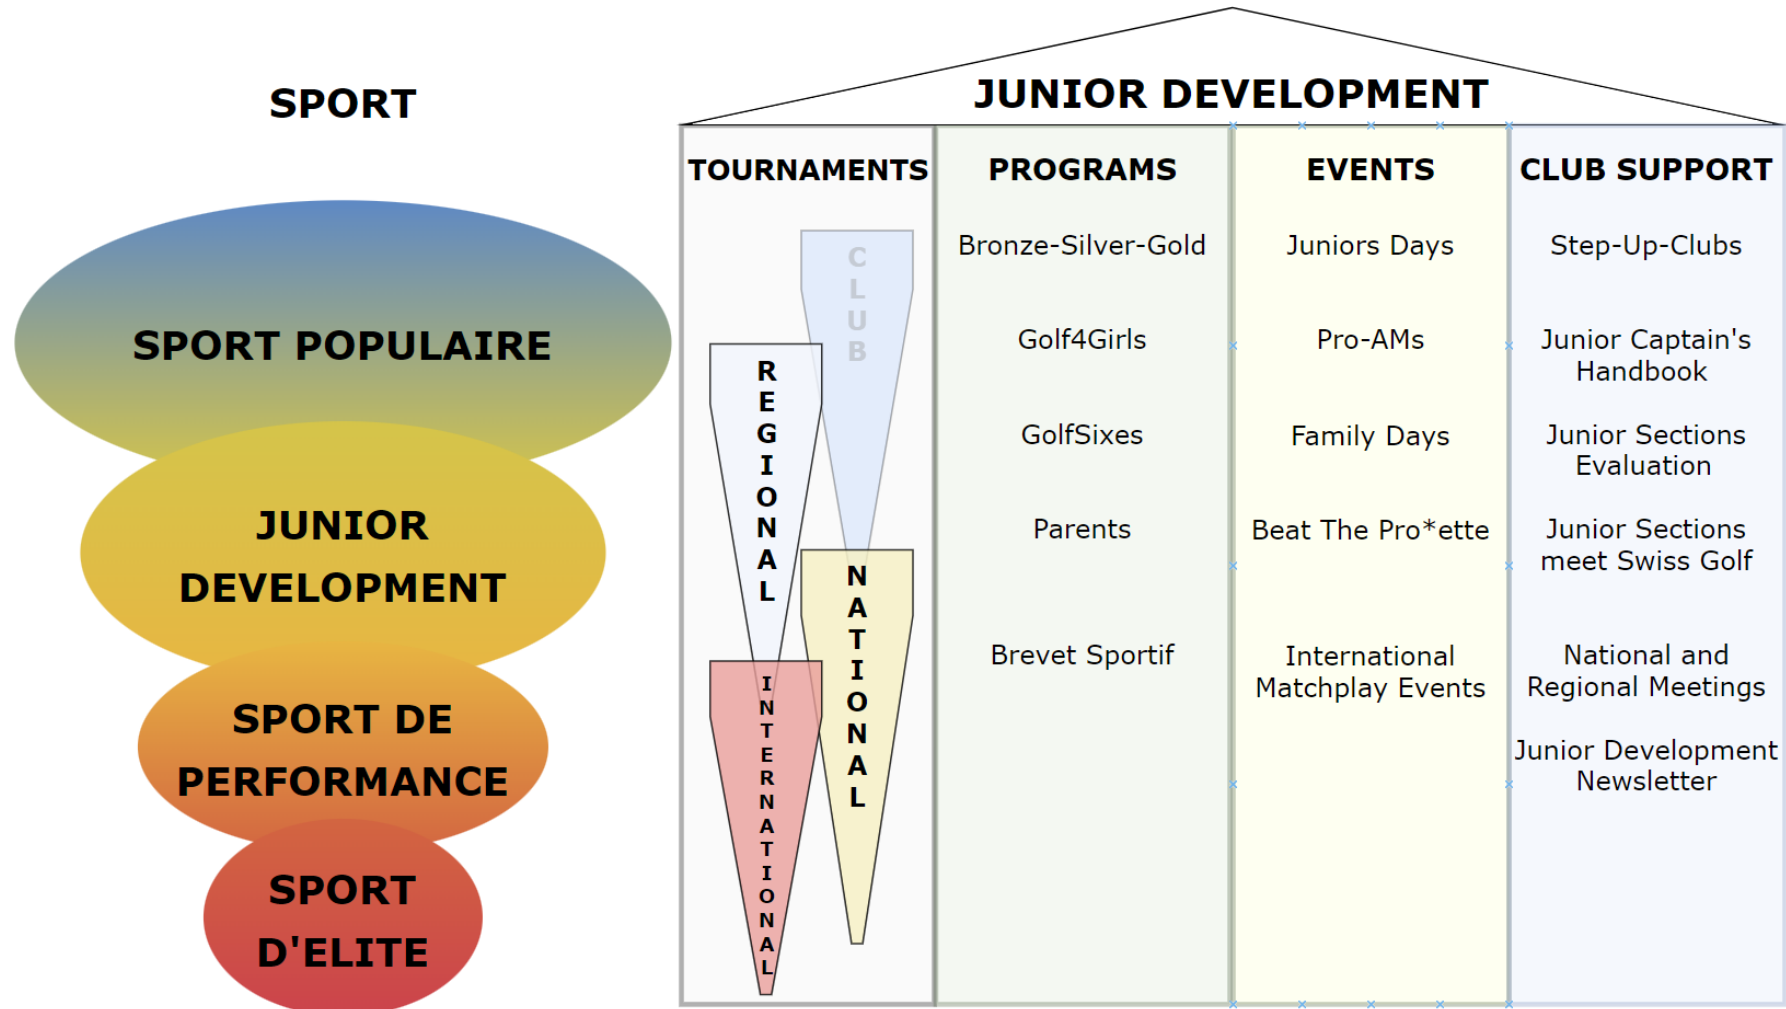 SPORT
SPORT POPULAIRE
JUNIOR
DEVELOPMENT
SPORT DE
PERFORMANCE
SPORT
D'ELITE
JUNIOR DEVELOPMENT
TOURNAMENTS
CLUB
REGIONAL
NATIONAL
INTERNATIONAL
PROGRAMS
Bronze-Silver-Gold
Golf4Girls
GolfSixes
Parents
Brevet Sportif
EVENTS
Juniors Days
Pro-AMs
Family Days
Beat The Pro*ette
International
Matchplay Events
CLUB SUPPORT
Step-Up-Clubs
Junior Captain's
Handbook
Junior Sections
Evaluation
Junior Sections
meet Swiss Golf
National and
Regional Meetings
Junior Development
Newsletter